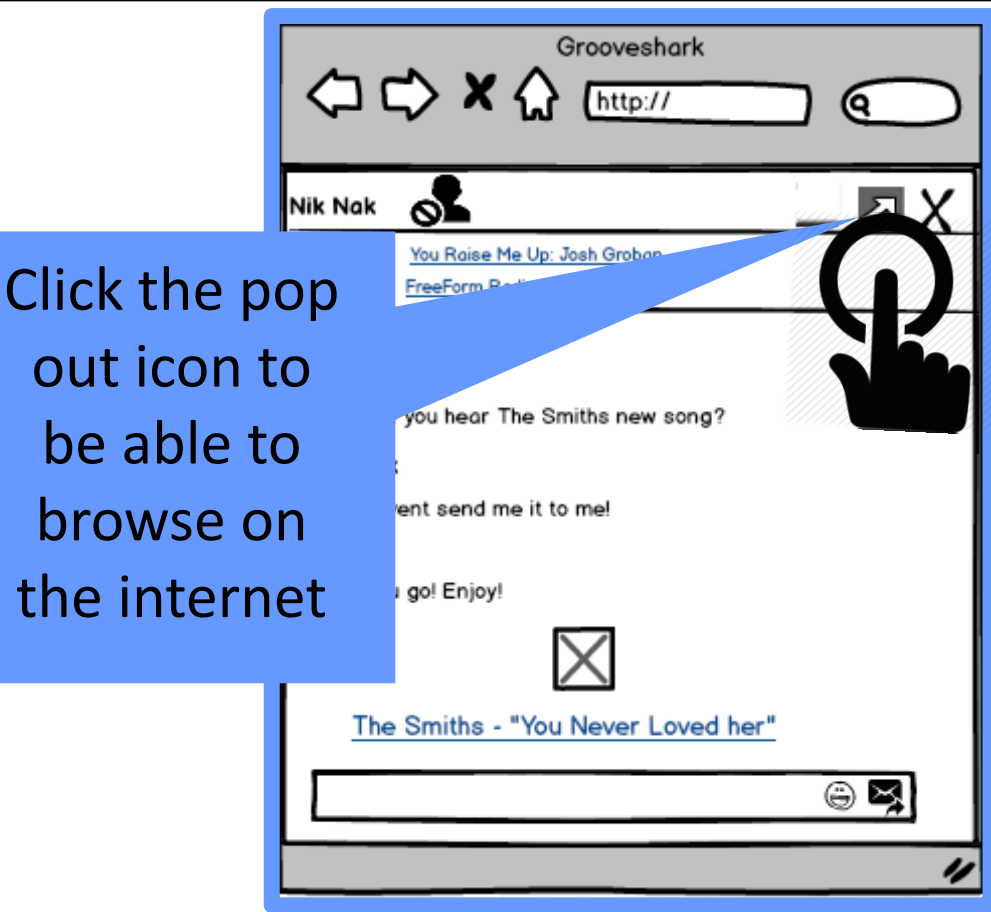 Grooveshark
http://
Nik Nak
You Raise Me Up: Josh Groban
FreeForm
you hear The Smiths new song?
send me it to me!
go! Enjoy!
Click the pop
out icon to
be able to
browse on
the internet
The Smiths - "You Never Loved her"